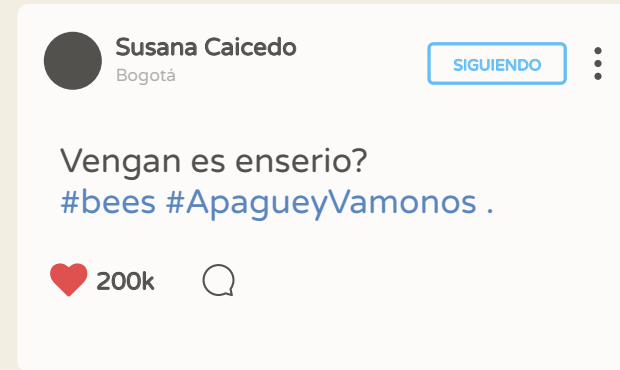 Susana Caicedo
Bogotá
SIGUIENDO
Vengan es enserio?
#bees #ApagueyVamonos .
200k